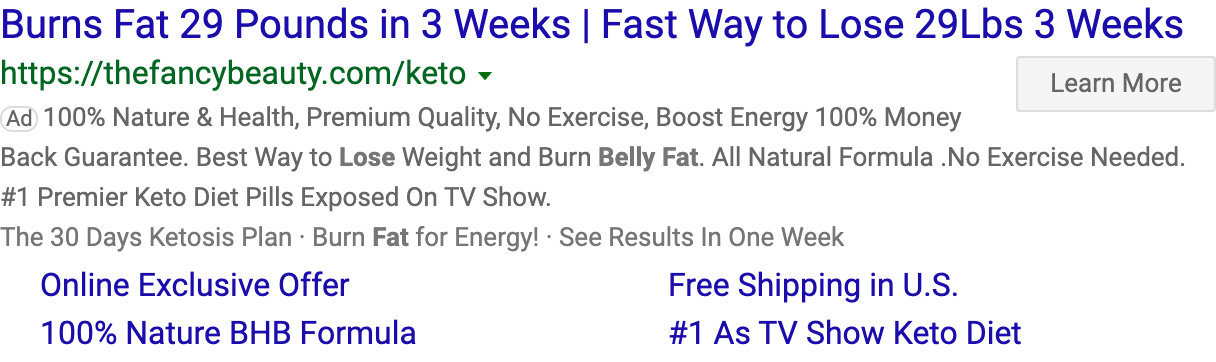 Burns Fat 29 Pounds in 3 Weeks | Fast Way to Lose 29Lbs 3 Weeks
https://thefancybeauty.com/keto
Learn More
Ad 100% Nature & Health, Premium Quality, No Exercise, Boost Energy 100% Money
Back Guarantee. Best Way to Lose Weight and Burn Belly Fat. All Natural Formula .No Exercise Needed.
#1 Premier Keto Diet Pills Exposed On TV Show.
The 30 Days Ketosis Plan · Burn Fat for Energy! · See Results In One Week
Online Exclusive Offer
Free Shipping in U.S.
100% Nature BHB Formula
#1 As TV Show Keto Diet